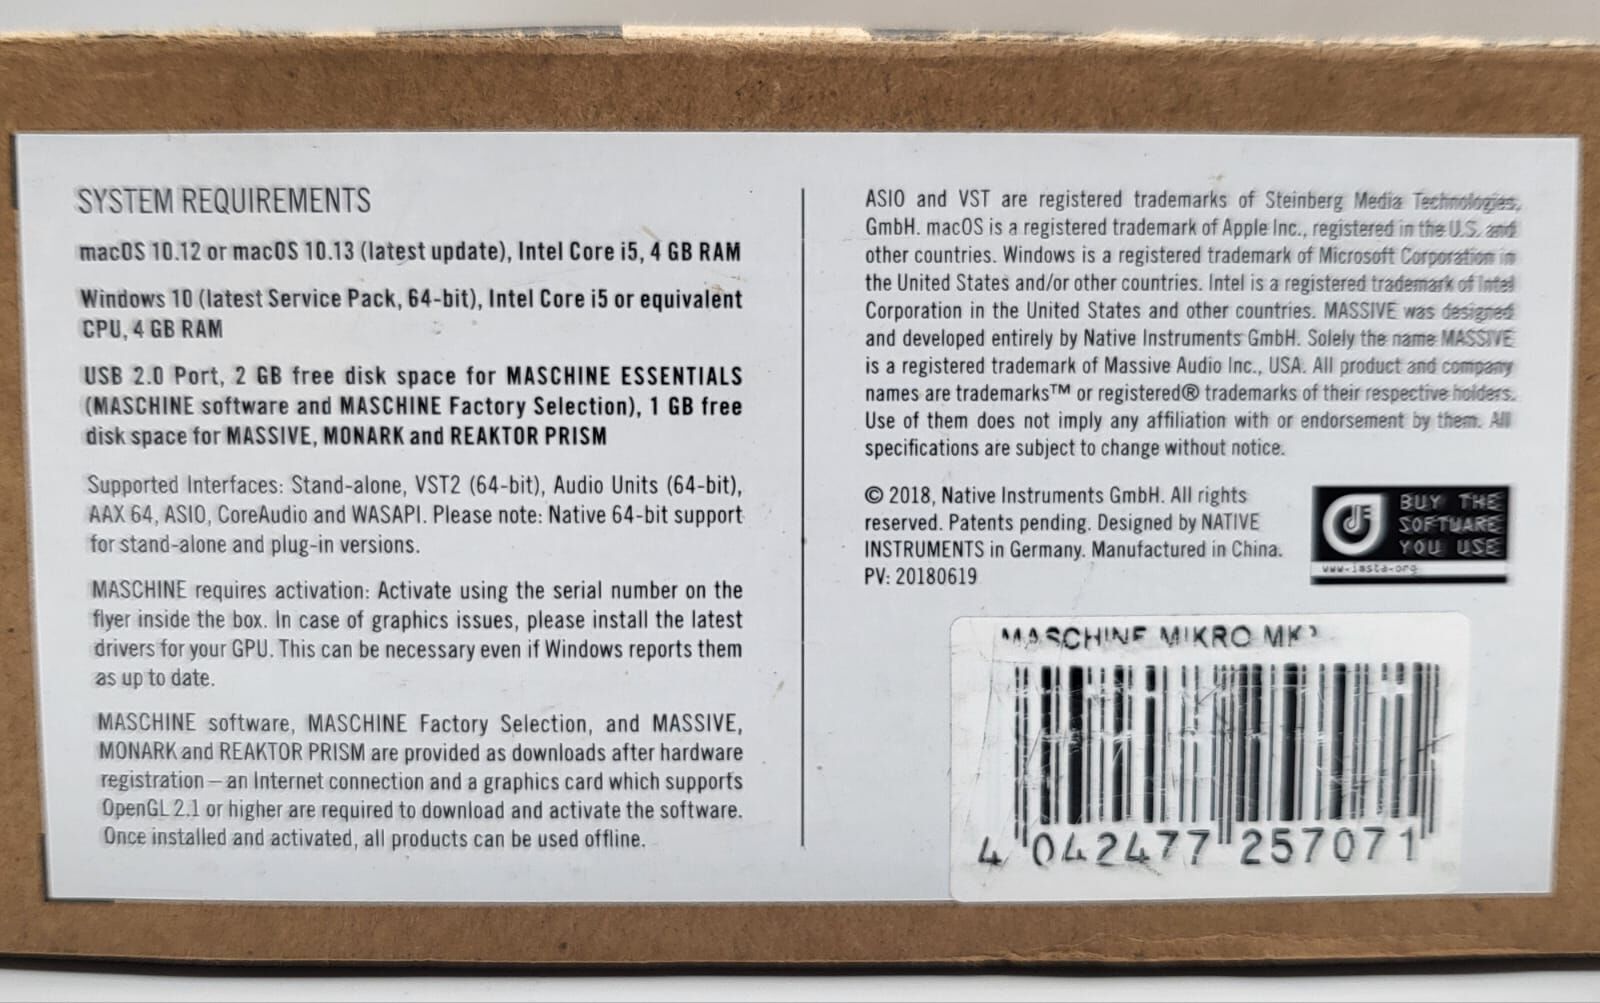 SYSTEM REQUIREMENTS
macOS 10.12 or macOS 10.13 (latest update), Intel Core i5, 4 GB RAM
Windows 10 (latest Service Pack, 64-bit), Intel Core i5 or equivalent
CPU, 4 GB RAM
USB 2.0 Port, 2 GB free disk space for MASCHINE ESSENTIALS
(MASCHINE software and MASCHINE Factory Selection), 1 GB free
disk space for MASSIVE, MONARK and REAKTOR PRISM
Supported Interfaces: Stand-alone, VST2 (64-bit), Audio Units (64-bit),
AAX 64, ASIO, CoreAudio and WASAPI. Please note: Native 64-bit support
for stand-alone and plug-in versions.
MASCHINE requires activation: Activate using the serial number on the
flyer inside the box. In case of graphics issues, please install the latest
drivers for your GPU. This can be necessary even if Windows reports them
as up to date.
MASCHINE software, MASCHINE Factory Selection, and MASSIVE,
MONARK and REAKTOR PRISM are provided as downloads after hardware
registration – an Internet connection and a graphics card which supports
OpenGL 2.1 or higher are required to download and activate the software.
Once installed and activated, all products can be used offline.
ASIO and VST are registered trademarks of Steinberg Media Technologies,
GmbH. macOS is a registered trademark of Apple Inc., registered in the U.S. and
other countries. Windows is a registered trademark of Microsoft Corporation in
the United States and/or other countries. Intel is a registered trademark of Intel
Corporation in the United States and other countries. MASSIVE was designed
and developed entirely by Native Instruments GmbH. Solely the name MASSIVE
is a registered trademark of Massive Audio Inc., USA. All product and company
names are trademarks™ or registered® trademarks of their respective holders.
Use of them does not imply any affiliation with or endorsement by them. All
specifications are subject to change without notice.
© 2018, Native Instruments GmbH. All rights
reserved. Patents pending. Designed by NATIVE
INSTRUMENTS in Germany. Manufactured in China.
PV: 20180619
BUY THE
SOFTWARE
YOU USE
www.iasta.org
MASCHINE MIKRO MK3
4 042477 257071